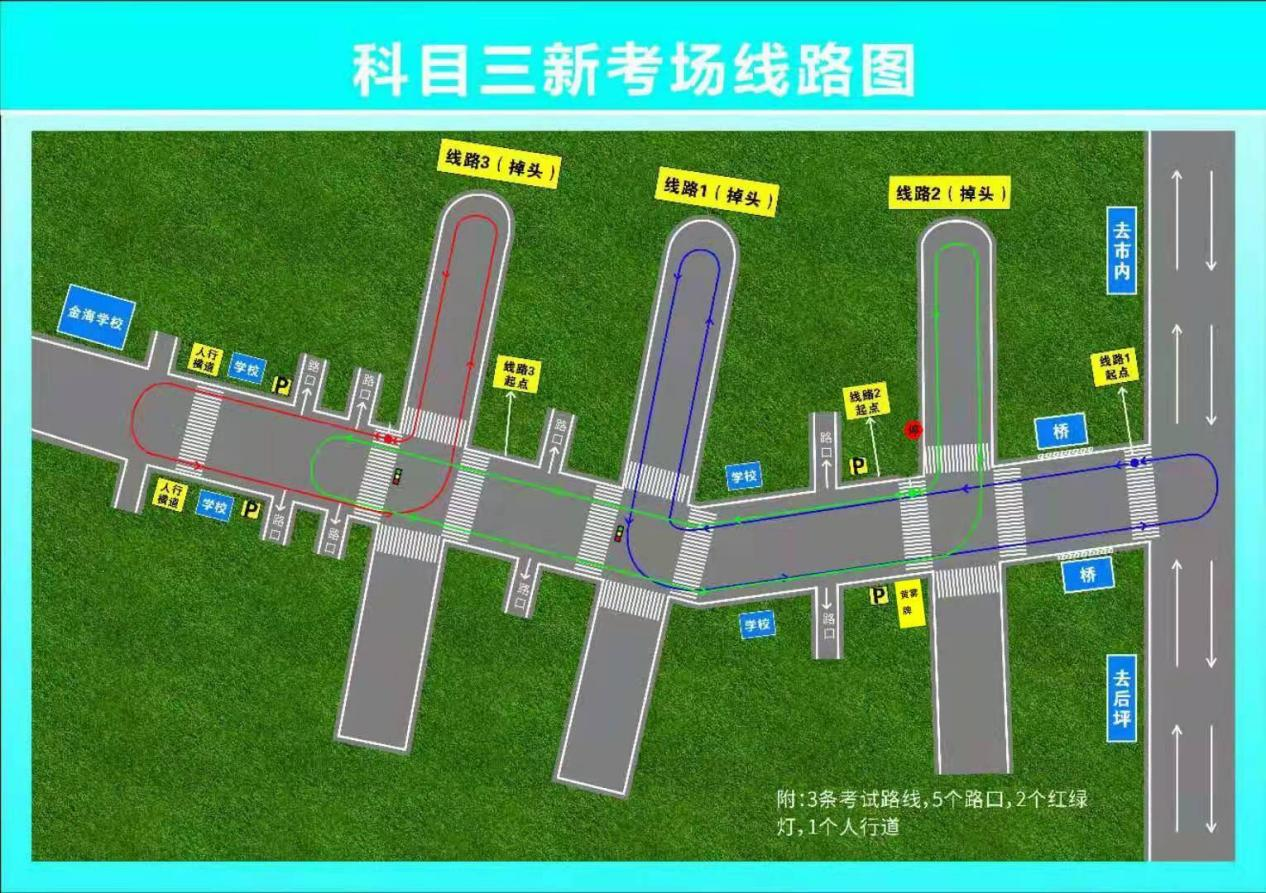 科目三新考场线路图
线路3（掉头）
线路1（掉头）
线路2（掉头）
去市内
金海学校
人行
横道
学校
P
路口
路口
线路3
起点
路口
学校
路口
线路2
起点
P
停
桥
线路1
起点
人行
横道
学校
P
路口
路口
路口
学校
路口
P
黄雾
牌
桥
去后坪
附:3条考试路线,5个路口,2个红绿
灯,1个人行道